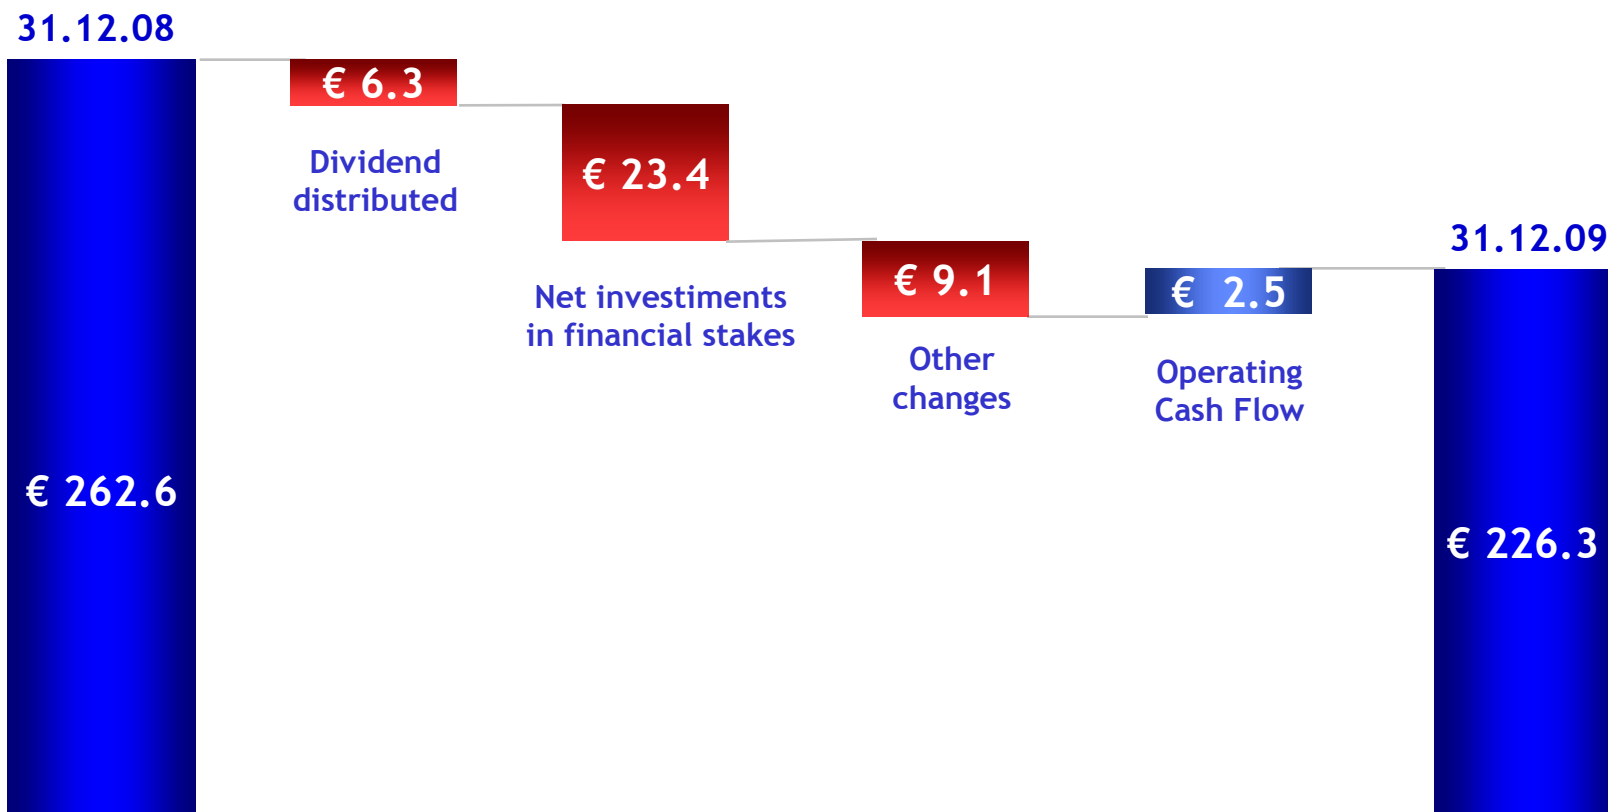 31.12.08
€ 6.3
Dividend
distributed
€ 23.4
Net investiments
in financial stakes
€ 9.1
Other
changes
€ 2.5
Operating
Cash Flow
31.12.09
€ 262.6
€ 226.3